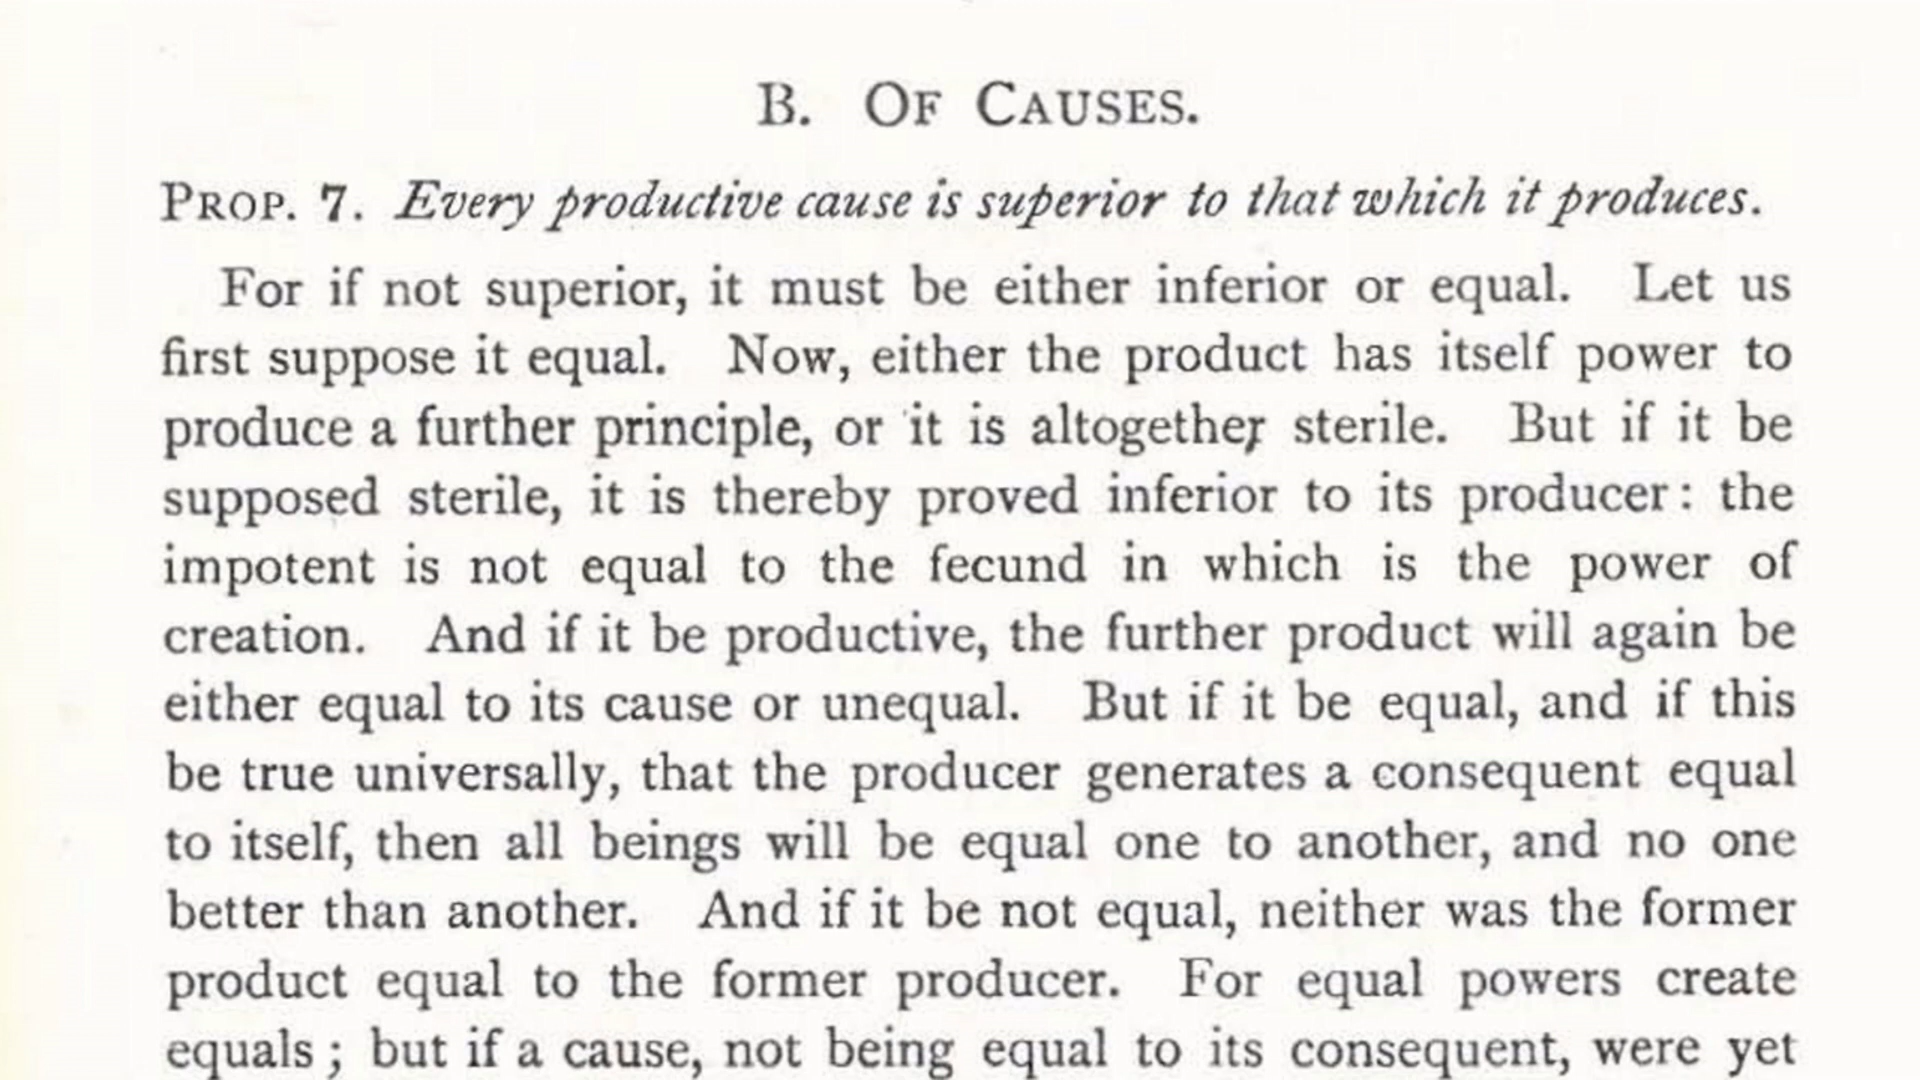 B. OF CAUSES.
PROP. 7. Every productive cause is superior to that which it produces.
For if not superior, it must be either inferior or equal. Let us
first suppose it equal. Now, either the product has itself power to
produce a further principle, or it is altogether sterile. But if it be
supposed sterile, it is thereby proved inferior to its producer: the
impotent is not equal to the fecund in which is the power of
creation. And if it be productive, the further product will again be
either equal to its cause or unequal. But if it be equal, and if this
be true universally, that the producer generates a consequent equal
to itself, then all beings will be equal one to another, and no one
better than another. And if it be not equal, neither was the former
product equal to the former producer. For equal powers create
equals; but if a cause, not being equal to its consequent, were yet